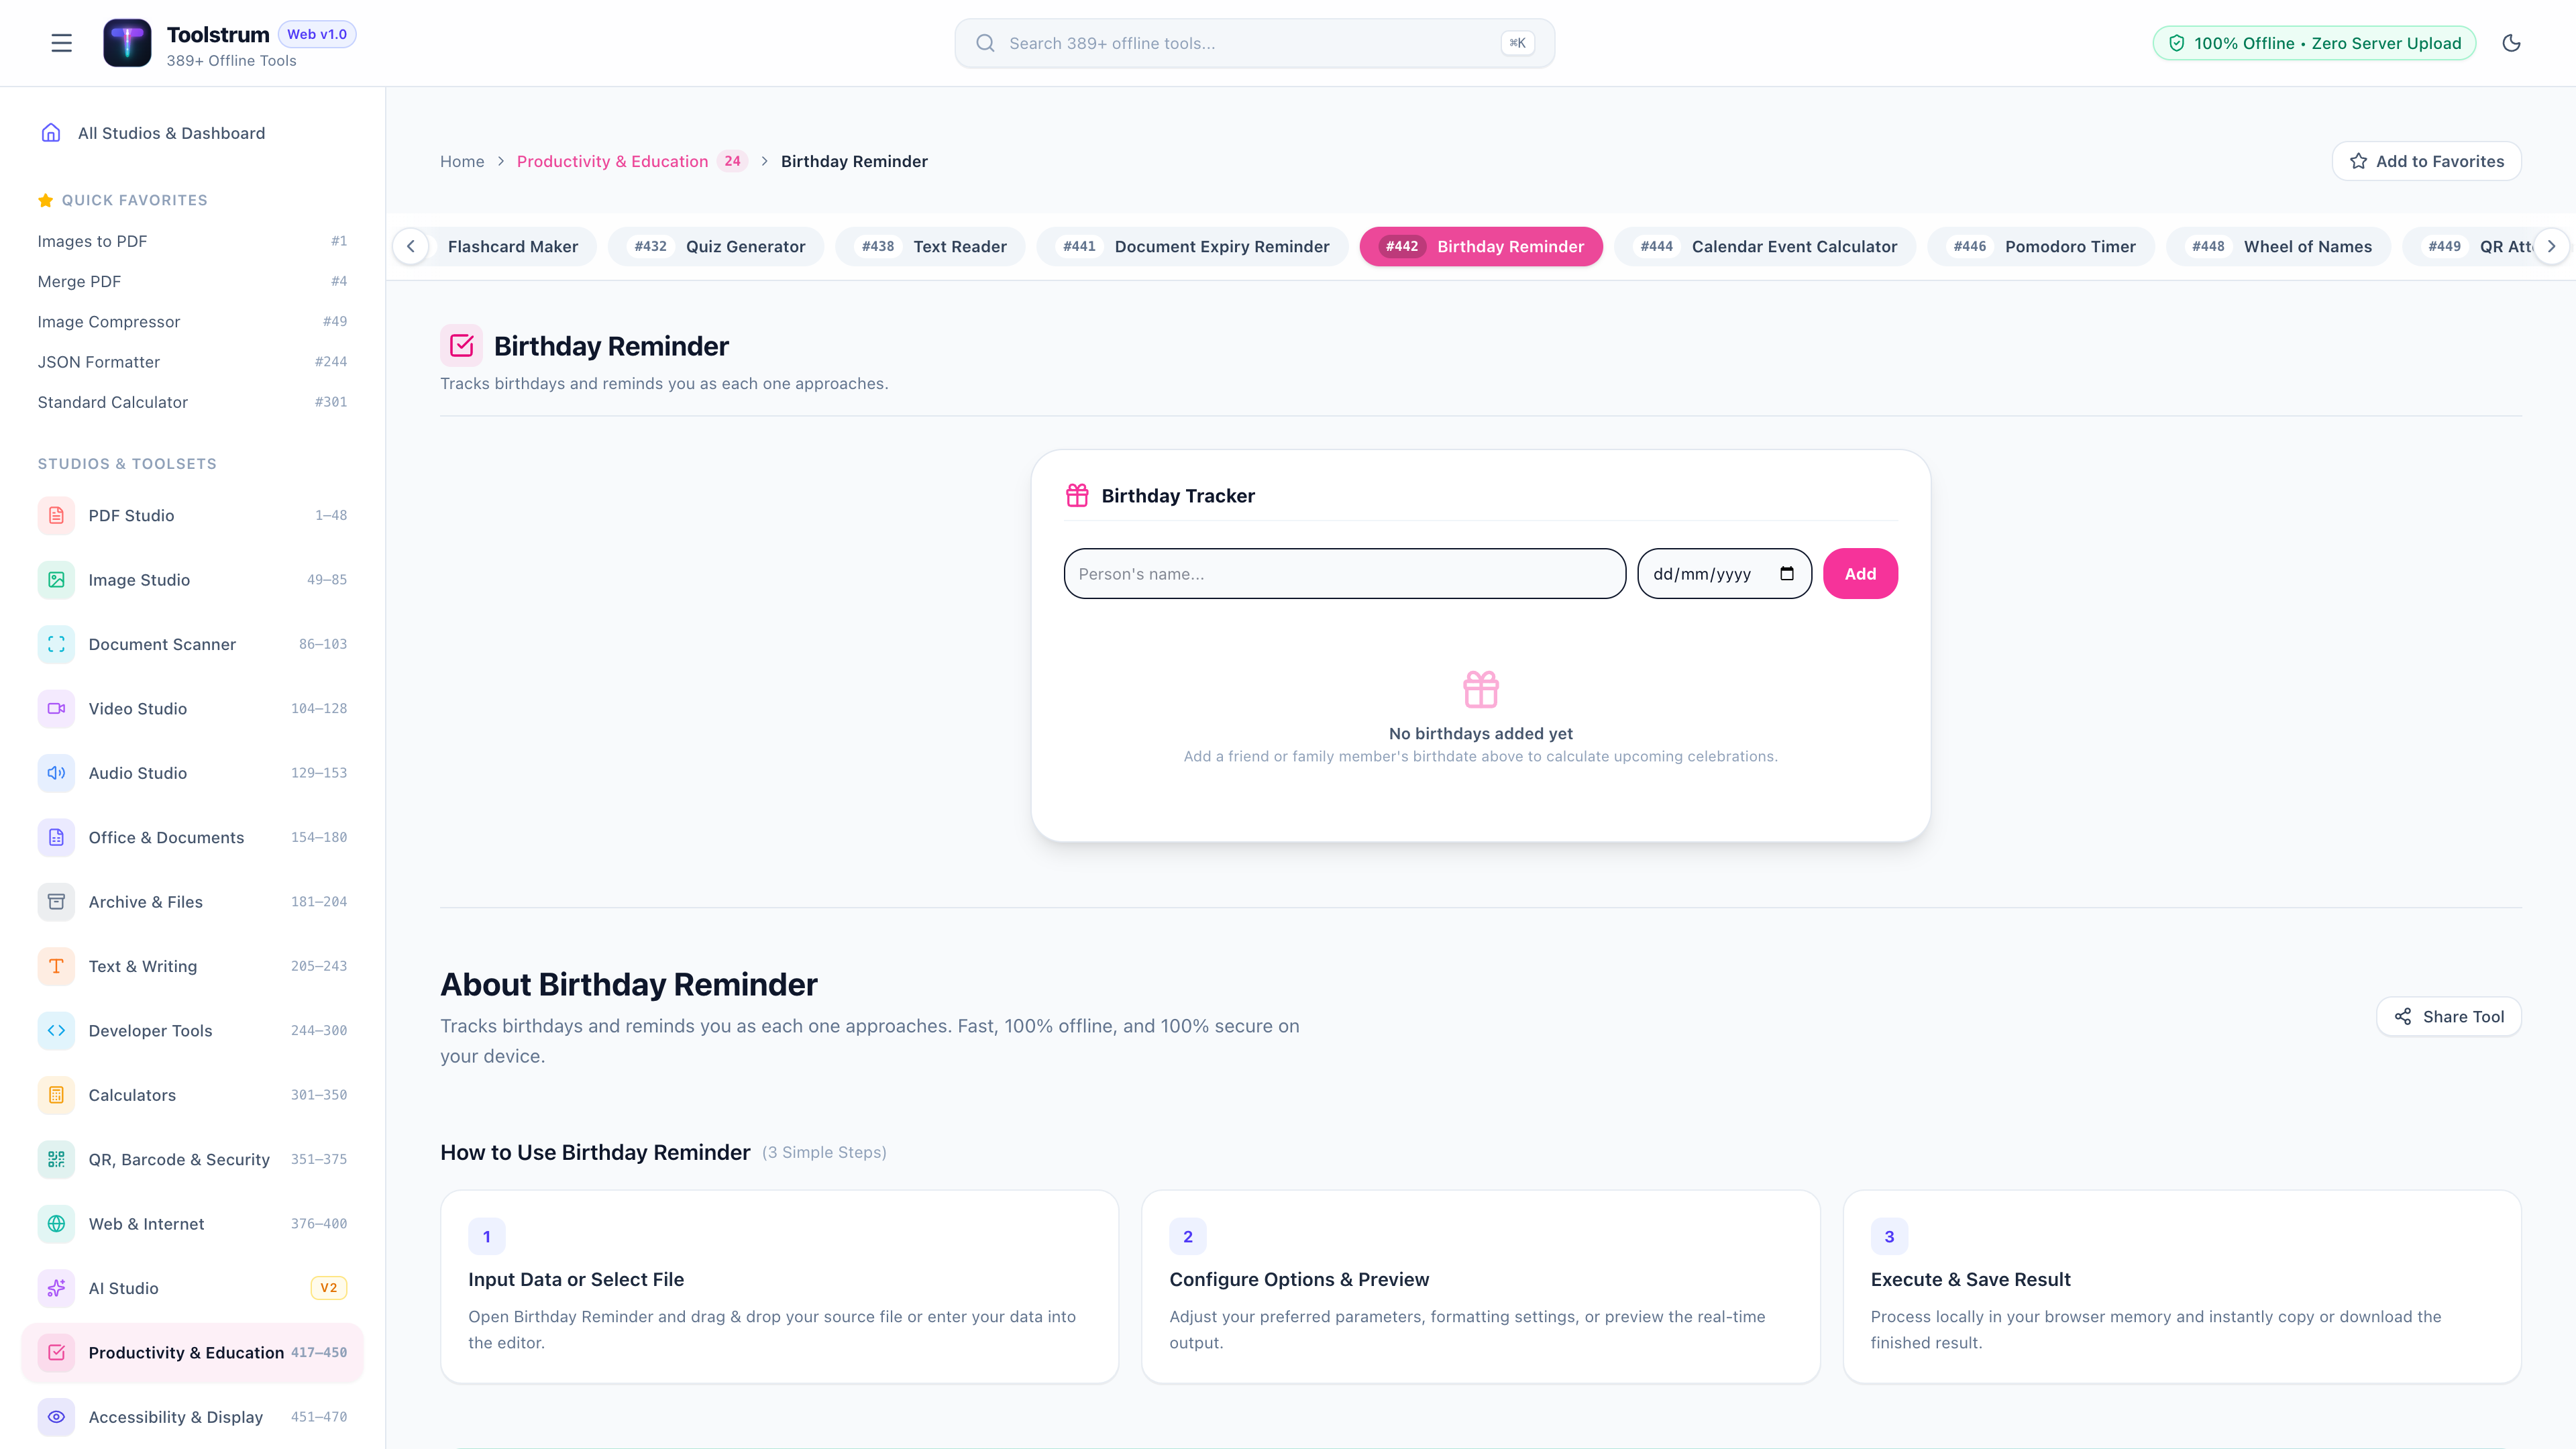 Toolstrum
Web v1.0
389+ Offline Tools
Search 389+ offline tools...
⌘K
100% Offline • Zero Server Upload
All Studios & Dashboard
QUICK FAVORITES
Images to PDF #1
Merge PDF #4
Image Compressor #49
JSON Formatter #244
Standard Calculator #301
STUDIOS & TOOLSETS
PDF Studio 1–48
Image Studio 49–85
Document Scanner 86–103
Video Studio 104–128
Audio Studio 129–153
Office & Documents 154–180
Archive & Files 181–204
Text & Writing 205–243
Developer Tools 244–300
Calculators 301–350
QR, Barcode & Security 351–375
Web & Internet 376–400
AI Studio V2
Productivity & Education 417–450
Accessibility & Display 451–470
Home > Productivity & Education 24 > Birthday Reminder
Add to Favorites
Flashcard Maker #432 Quiz Generator #438 Text Reader #441 Document Expiry Reminder #442 Birthday Reminder #444 Calendar Event Calculator #446 Pomodoro Timer #448 Wheel of Names #449 QR
Birthday Reminder
Tracks birthdays and reminds you as each one approaches.
Birthday Tracker
Person's name... dd/mm/yyyy Add
No birthdays added yet
Add a friend or family member's birthdate above to calculate upcoming celebrations.
About Birthday Reminder
Tracks birthdays and reminds you as each one approaches. Fast, 100% offline, and 100% secure on
your device.
Share Tool
How to Use Birthday Reminder (3 Simple Steps)
1
Input Data or Select File
Open Birthday Reminder and drag & drop your source file or enter your data into
the editor.
2
Configure Options & Preview
Adjust your preferred parameters, formatting settings, or preview the real-time
output.
3
Execute & Save Result
Process locally in your browser memory and instantly copy or download the
finished result.